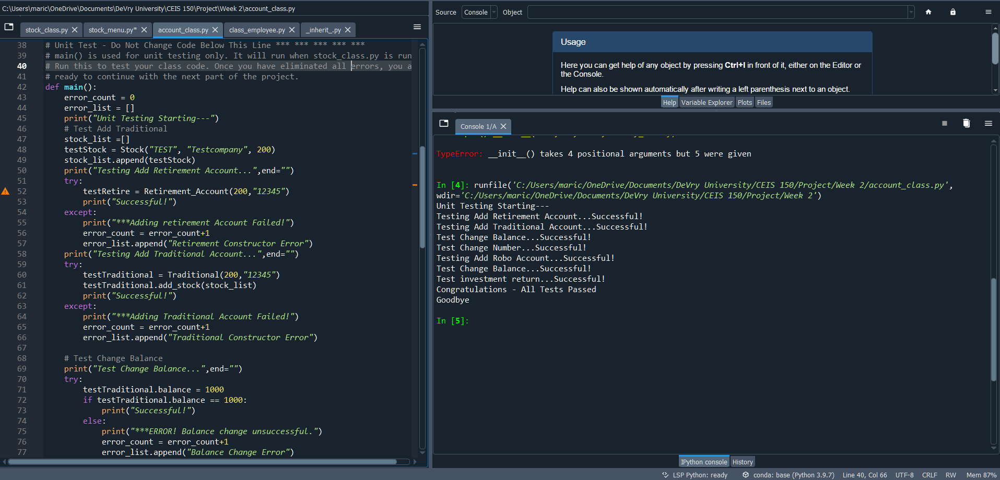 C:\Users\maric\OneDrive\Documents\DeVry University\CEIS 150\Project\Week 2\account_class.py
stock_class.py
stock_menu.py*
account_class.py
class_employee.py
_inherit_.py
38 # Unit Test - Do Not Change Code Below This Line *** *** *** *** ***
39 # main() is used for unit testing only. It will run when stock_class.py is run
40 # Run this to test your class code. Once you have eliminated all errors, you a
41 # ready to continue with the next part of the project.
42 def main():
43     error_count = 0
44     error_list = []
45     print("Unit Testing Starting---")
46     # Test Add Traditional
47     stock_list =[]
48     testStock = Stock("TEST", "Testcompany", 200)
49     stock_list.append(testStock)
50     print("Testing Add Retirement Account...",end="")
51     try:
52         testRetire = Retirement_Account(200,"12345")
53         print("Successful!")
54     except:
55         print("***Adding retirement Account Failed!")
56         error_count = error_count+1
57         error_list.append("Retirement Constructor Error")
58     print("Testing Add Traditional Account...",end="")
59     try:
60         testTraditional = Traditional(200,"12345")
61         testTraditional.add_stock(stock_list)
62         print("Successful!")
63     except:
64         print("***Adding Traditional Account Failed!")
65         error_count = error_count+1
66         error_list.append("Traditional Constructor Error")
67
68     # Test Change Balance
69     print("Test Change Balance...",end="")
70     try:
71         testTraditional.balance = 1000
72         if testTraditional.balance == 1000:
73             print("Successful!")
74         else:
75             print("***ERROR! Balance change unsuccessful.")
76             error_count = error_count+1
77             error_list.append("Balance Change Error")
Source Console Object
Usage
Here you can get help of any object by pressing Ctrl+I in front of it, either on the Editor or
the Console.
Help can also be shown automatically after writing a left parenthesis next to an object.
Help Variable Explorer Plots Files
Console 1/A
TypeError: __init__() takes 4 positional arguments but 5 were given
In [4]: runfile('C:/Users/maric/OneDrive/Documents/DeVry University/CEIS 150/Project/Week 2/account_class.py',
wdir='C:/Users/maric/OneDrive/Documents/DeVry University/CEIS 150/Project/Week 2')
Unit Testing Starting---
Testing Add Retirement Account...Successful!
Testing Add Traditional Account...Successful!
Test Change Balance...Successful!
Test Change Number...Successful!
Testing Add Robo Account...Successful!
Test Change Balance...Successful!
Test investment return...Successful!
Congratulations - All Tests Passed
Goodbye
In [5]:
IPython console History
LSP Python: ready conda: base (Python 3.9.7) Line 40, Col 66 UTF-8 CRLF RW Mem 87%